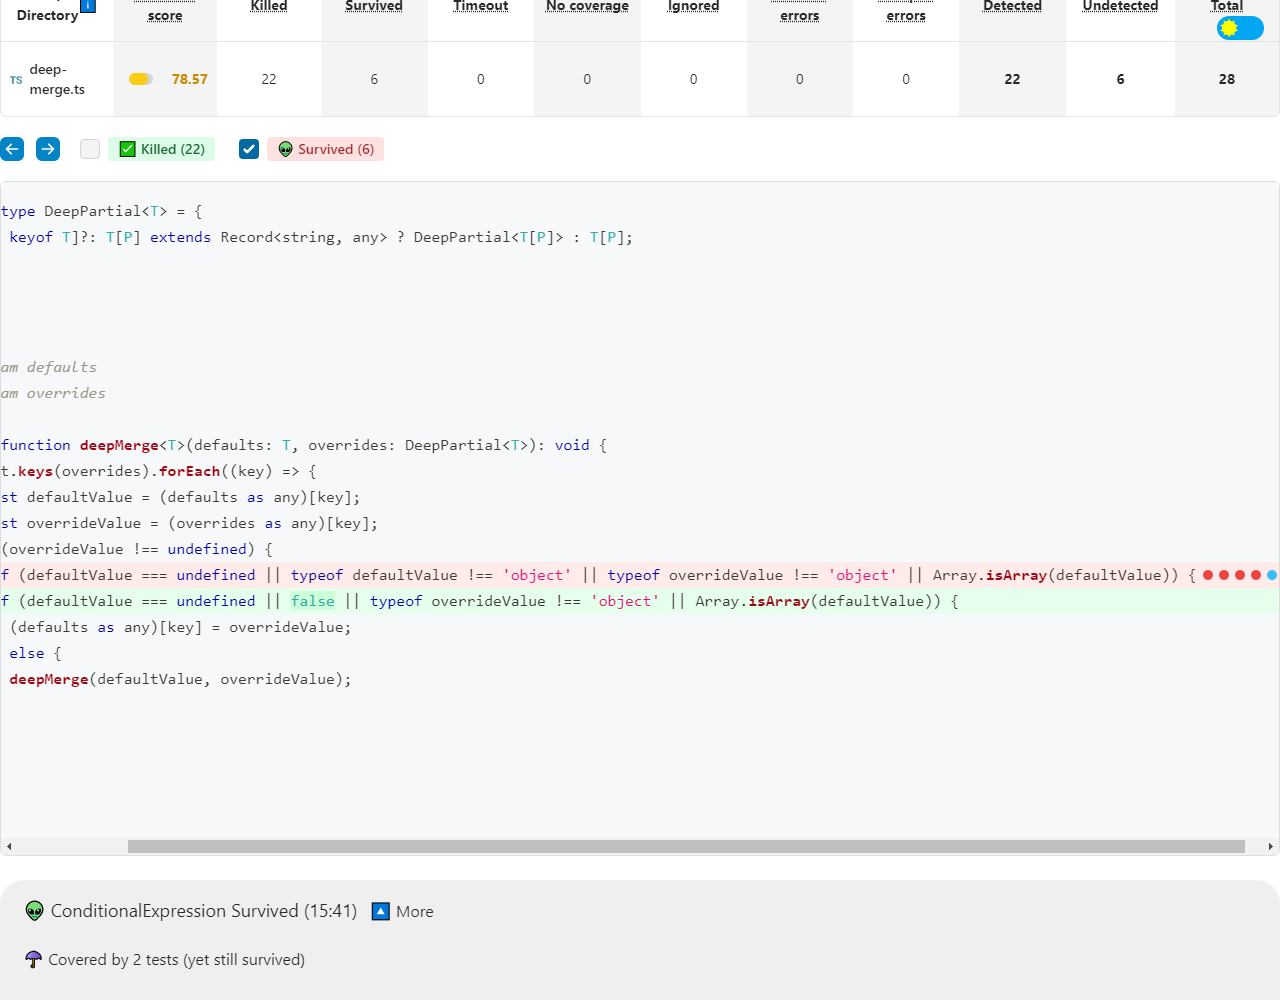 Directory i score Killed Survived Timeout No coverage Ignored errors errors Detected Undetected Total
TS deep-merge.ts 78.57 22 6 0 0 0 0 0 22 6 28
Killed (22) Survived (6)
type DeepPartial<T> = {
keyof T]?: T[P] extends Record<string, any> ? DeepPartial<T[P]> : T[P];
am defaults
am overrides
function deepMerge<T>(defaults: T, overrides: DeepPartial<T>): void {
t.keys(overrides).forEach((key) => {
st defaultValue = (defaults as any)[key];
st overrideValue = (overrides as any)[key];
(overrideValue !== undefined) {
f (defaultValue === undefined || typeof defaultValue !== 'object' || typeof overrideValue !== 'object' || Array.isArray(defaultValue)) {
f (defaultValue === undefined || false || typeof overrideValue !== 'object' || Array.isArray(defaultValue)) {
(defaults as any)[key] = overrideValue;
else {
deepMerge(defaultValue, overrideValue);
ConditionalExpression Survived (15:41) More
Covered by 2 tests (yet still survived)